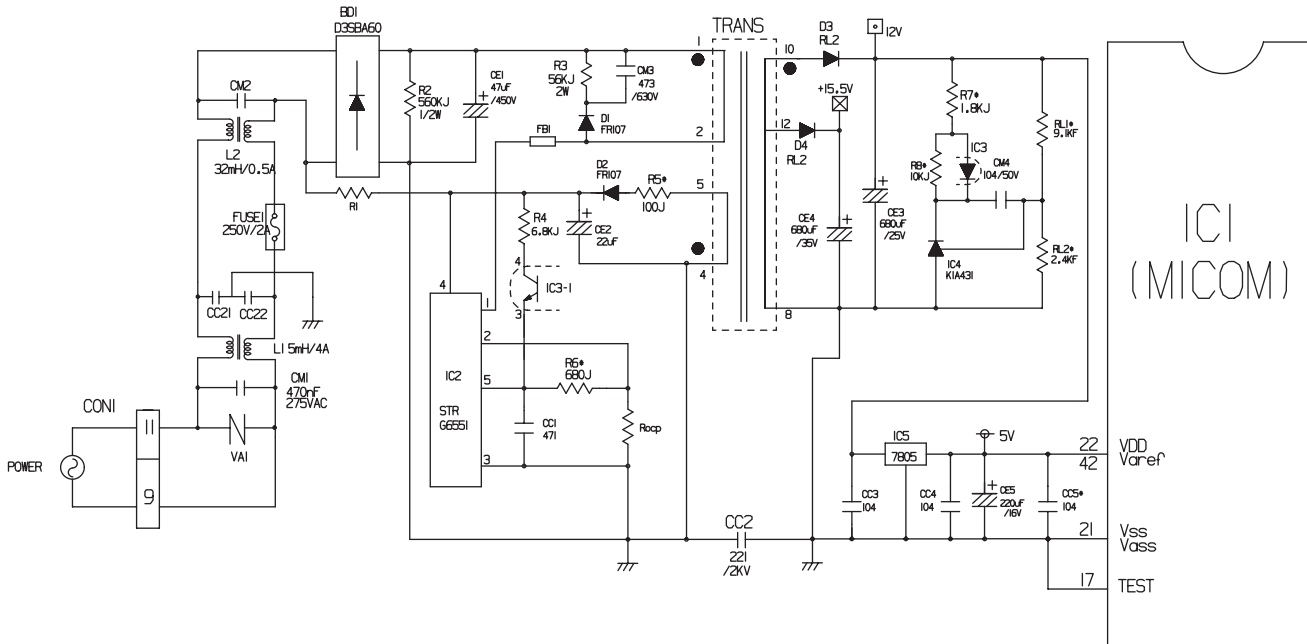 BD1
D3SBA60
CM2
L2
32mH/0.5A
FUSE1
250V/2A
CC21
CC22
L1 5mH/4A
CM1
470nF
275VAC
CON1
11
9
VA1
POWER
R2
560KJ
1/2W
CE1
47uF
/450V
R3
56KJ
2W
CM3
473
/630V
D1
FR107
FB1
R1
D2
FR107
R5*
100J
R4
6.8KJ
CE2
22uF
4
IC3-1
3
4
1
2
5
3
IC2
STR
G6551
R6*
680J
CC1
471
Rocp
TRANS
1
2
5
4
10
12
8
D3
RL2
D4
RL2
12V
+15.5V
CE4
680uF
/35V
CE3
680uF
/25V
R7*
1.8KJ
R8*
10KJ
IC3
CM4
104/50V
IC4
KIA431
RL1*
9.1KF
RL2*
2.4KF
CC2
221
/2KV
IC5
7805
5V
CC3
104
CC4
104
CE5
220uF
/16V
CC5*
104
IC1
(MICOM)
22
42
VDD
Varef
21
Vss
Vass
17
TEST